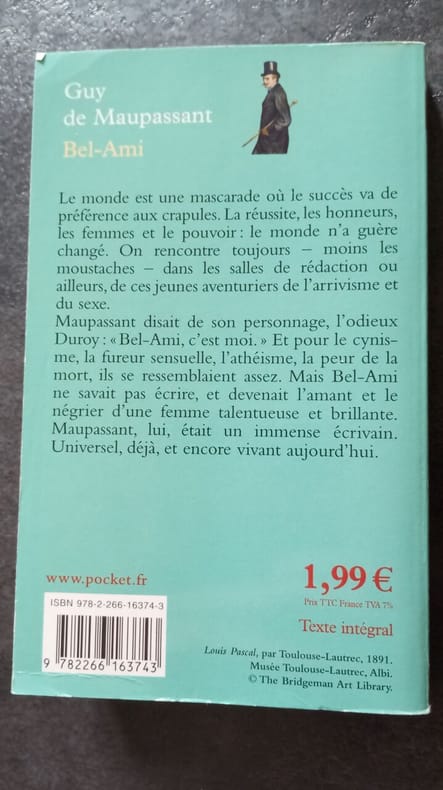 Guy
de Maupassant
Bel-Ami
Le monde est une mascarade où le succès va de
préférence aux crapules. La réussite, les honneurs,
les femmes et le pouvoir : le monde n'a guère
changé. On rencontre toujours – moins les
moustaches – dans les salles de rédaction ou
ailleurs, de ces jeunes aventuriers de l'arrivisme et
du sexe.
Maupassant disait de son personnage, l'odieux
Duroy : « Bel-Ami, c'est moi. » Et pour le cynis-
me, la fureur sensuelle, l'athéisme, la peur de la
mort, ils se ressemblaient assez. Mais Bel-Ami
ne savait pas écrire, et devenait l'amant et le
négrier d'une femme talentueuse et brillante.
Maupassant, lui, était un immense écrivain.
Universel, déjà, et encore vivant aujourd'hui.
www.pocket.fr
1,99 €
Prix TTC France TVA 7%
Texte intégral
ISBN 978-2-266-16374-3
9 782266 163743
Louis Pascal, par Toulouse-Lautrec, 1891.
Musée Toulouse-Lautrec, Albi.
© The Bridgeman Art Library.